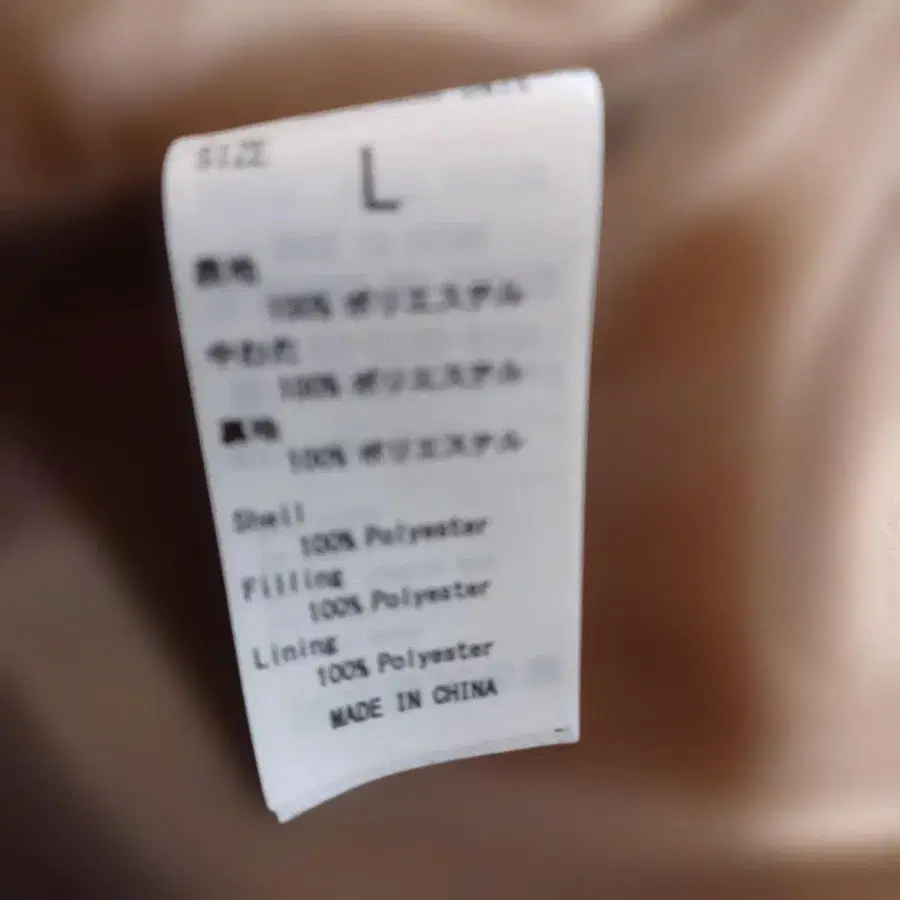 SIZE
L
表地
100% ポリエステル
中わた
100% ポリエステル
裏地
100% ポリエステル
Shell
100% Polyester
Filling
100% Polyester
Lining
100% Polyester
MADE IN CHINA